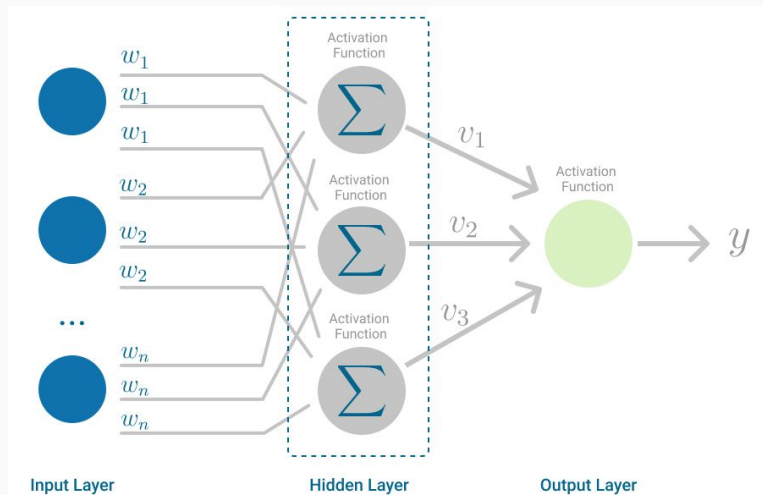 Activation
Function
w₁
w₁
w₁
w₂
w₂
w₂
...
wₙ
wₙ
wₙ
Σ
Activation
Function
Σ
Activation
Function
Σ
v₁
v₂
v₃
Activation
Function
y
Input Layer
Hidden Layer
Output Layer